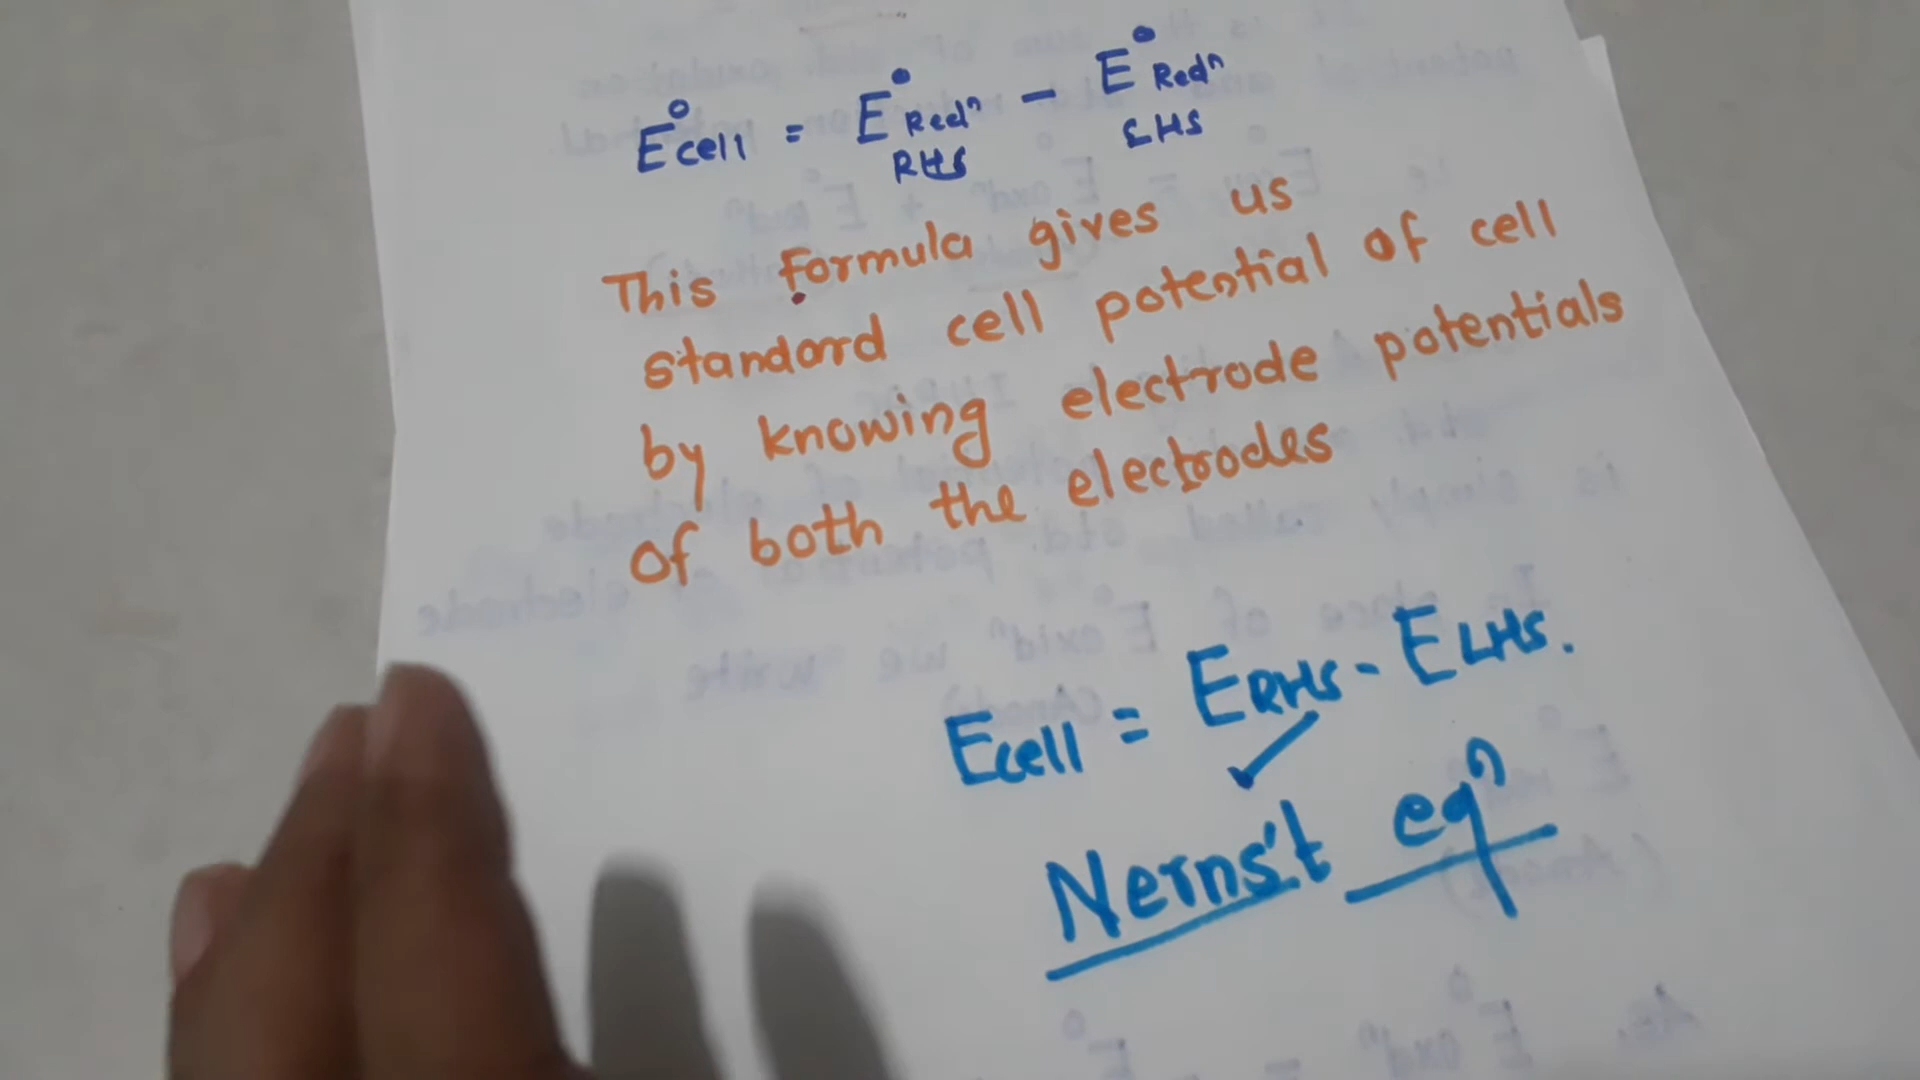 E°cell = E°Redⁿ - E°Redⁿ
RHS LHS
This formula gives us
standard cell potential of cell
by knowing electrode potentials
of both the electrodes
Ecell = ERHS - ELHS.
Nerns't eqⁿ